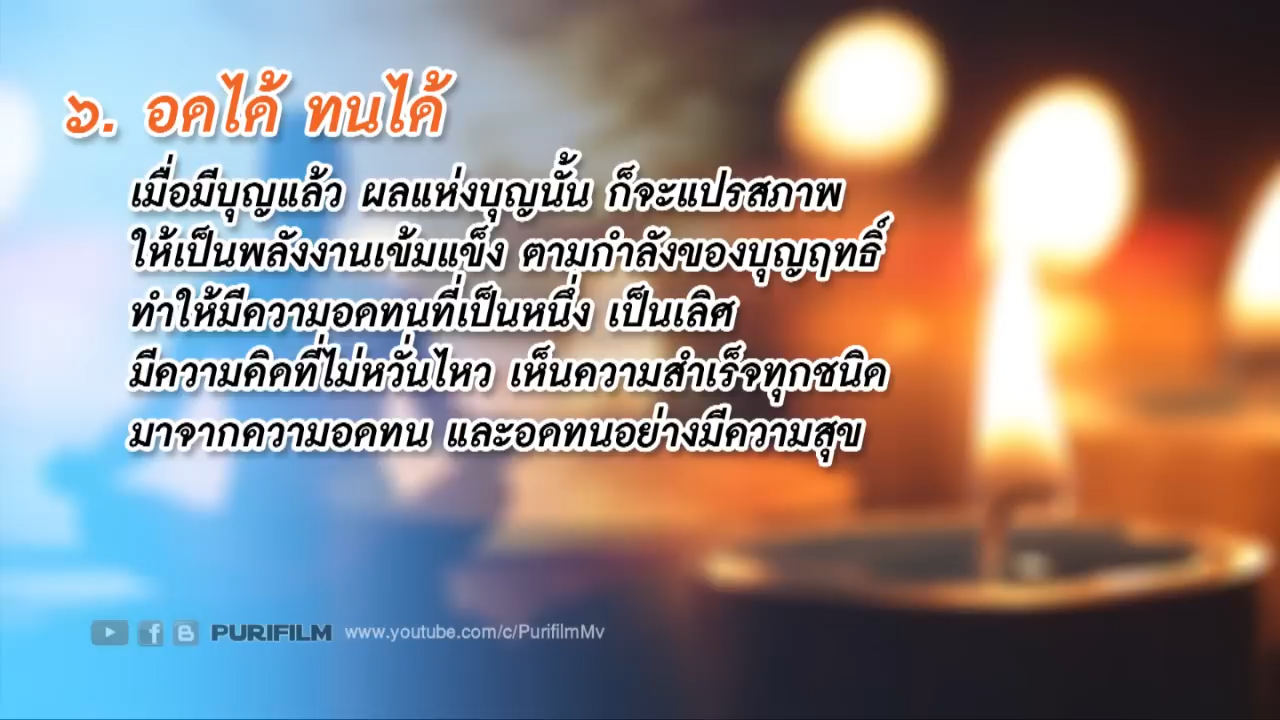 ๖. อดได้ ทนได้
เมื่อมีบุญแล้ว ผลแห่งบุญนั้น ก็จะแปรสภาพ
ให้เป็นพลังงานเข้มแข็ง ตามกำลังของบุญฤทธิ์
ทำให้มีความอดทนที่เป็นหนึ่ง เป็นเลิศ
มีความคิดที่ไม่หวั่นไหว เห็นความสำเร็จทุกชนิด
มาจากความอดทน และอดทนอย่างมีความสุข
PURIFILM www.youtube.com/c/PurifilmMv